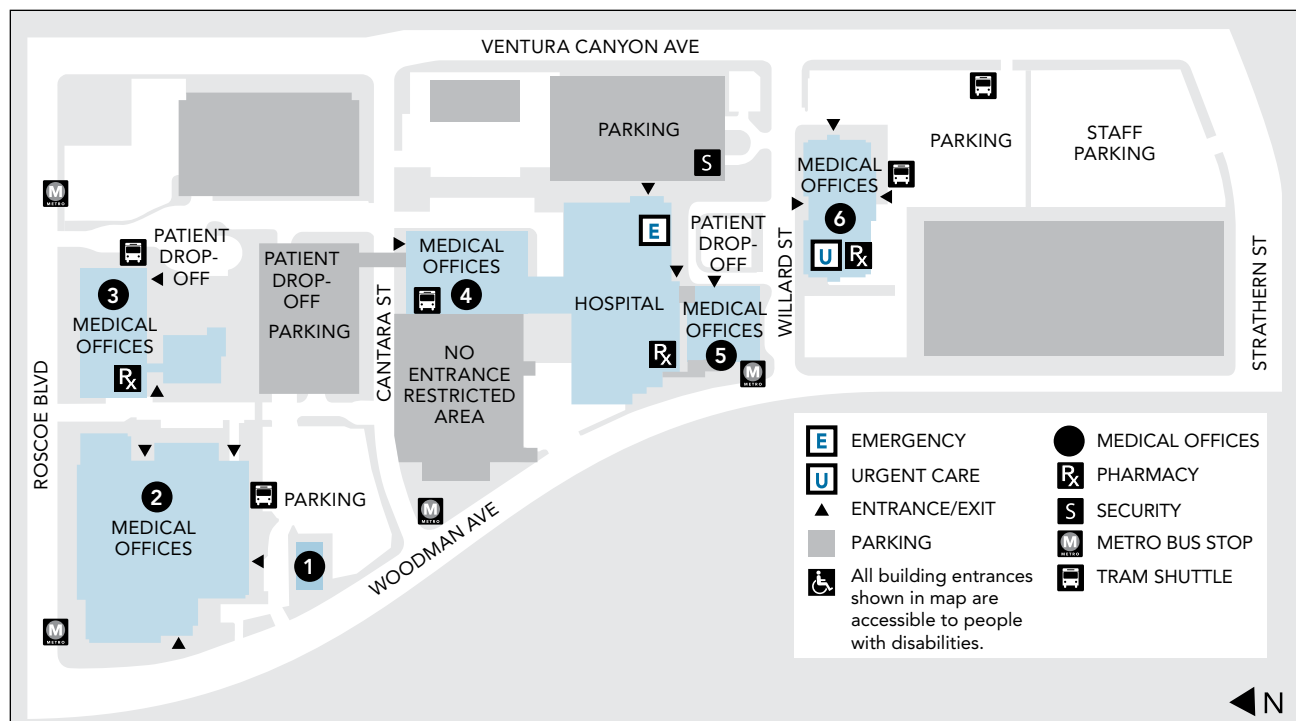 VENTURA CANYON AVE
PARKING
S
PARKING
STAFF
PARKING
MEDICAL
OFFICES
6
U
Rx
M
METRO
PATIENT
DROP-
OFF
E
PATIENT
DROP-
OFF
PATIENT
DROP-
OFF
PARKING
MEDICAL
OFFICES
4
HOSPITAL
Rx
MEDICAL
OFFICES
5
M
METRO
WILLARD ST
STRATHERN ST
3
MEDICAL
OFFICES
Rx
CANTARA ST
NO
ENTRANCE
RESTRICTED
AREA
ROSCOE BLVD
2
MEDICAL
OFFICES
PARKING
1
M
METRO
WOODMAN AVE
M
METRO
E EMERGENCY
U URGENT CARE
ENTRANCE/EXIT
PARKING
All building entrances
shown in map are
accessible to people
with disabilities.
MEDICAL OFFICES
Rx PHARMACY
S SECURITY
M METRO METRO BUS STOP
TRAM SHUTTLE
N